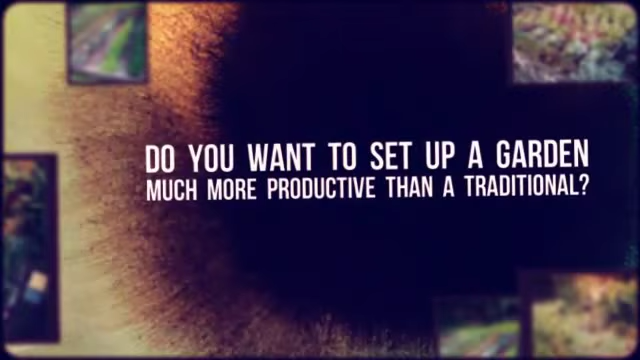 DO YOU WANT TO SET UP A GARDEN
MUCH MORE PRODUCTIVE THAN A TRADITIONAL?